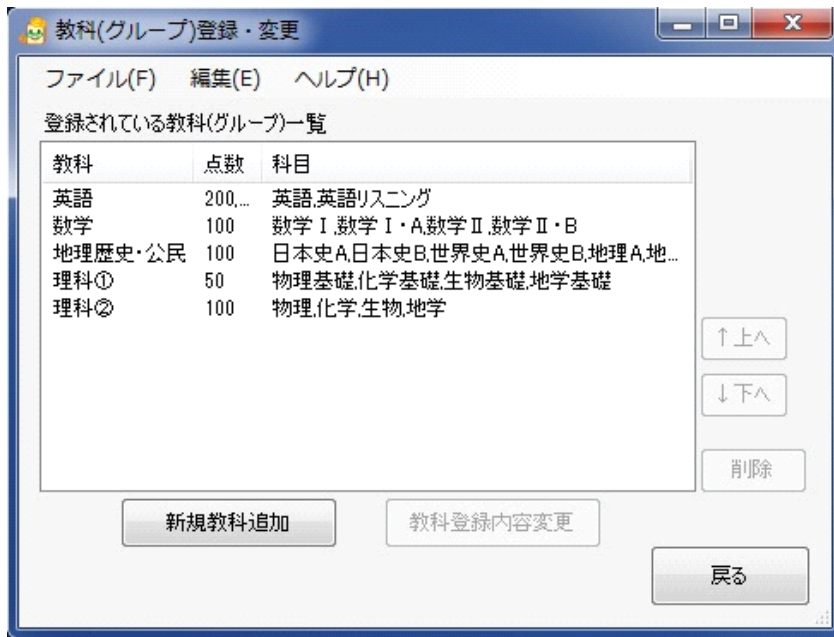 教科(グループ)登録・変更
ファイル(F) 編集(E) ヘルプ(H)
登録されている教科(グループ)一覧
教科 点数 科目
英語 200,... 英語,英語リスニング
数学 100 数学Ⅰ,数学Ⅰ・A,数学Ⅱ,数学Ⅱ・B
地理歴史・公民 100 日本史A,日本史B,世界史A,世界史B,地理A,地...
理科① 50 物理基礎,化学基礎,生物基礎,地学基礎
理科② 100 物理,化学,生物,地学
↑上へ
↓下へ
削除
新規教科追加 教科登録内容変更
戻る